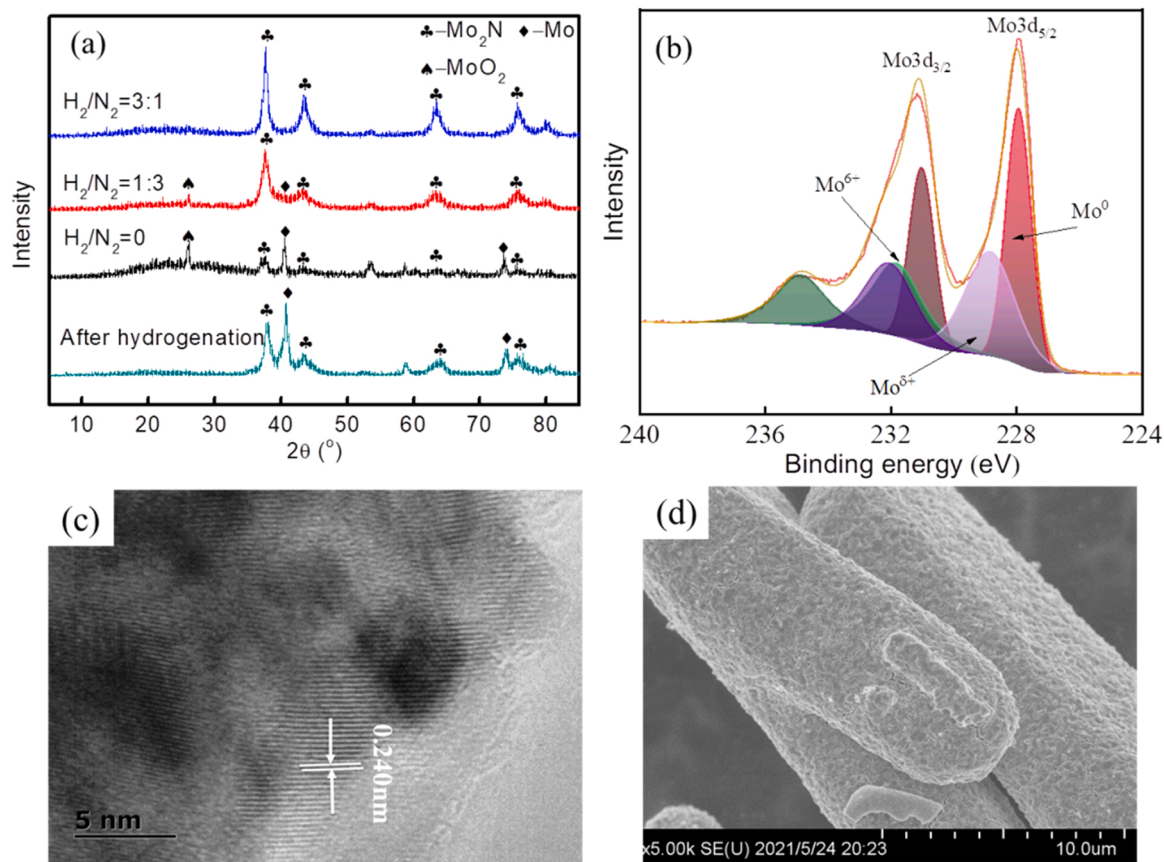 (a)
♣–Mo₂N ♦–Mo
♠–MoO₂
H₂/N₂=3:1
H₂/N₂=1:3
H₂/N₂=0
After hydrogenation
Intensity
10 20 30 40 50 60 70 80
2θ (°)
(b)
Mo3d₅/₂
Mo3d₃/₂
Mo⁶⁺
Mo⁰
Moᵟ⁺
Intensity
240 236 232 228 224
Binding energy (eV)
(c)
0.240nm
5 nm
(d)
x5.00k SE(U) 2021/5/24 20:23 10.0um